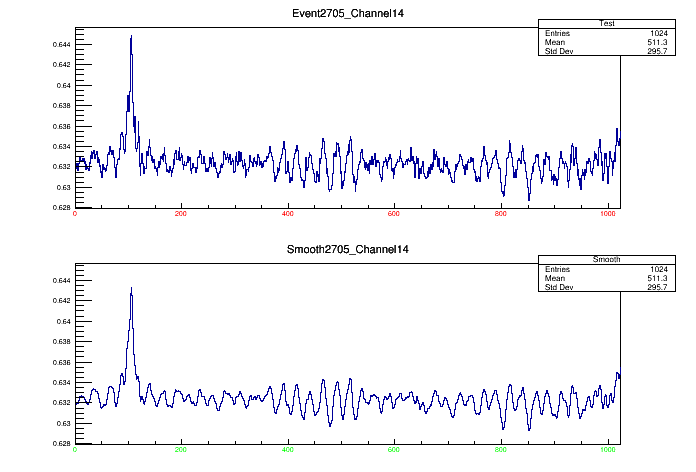 Event2705_Channel14
Test
Entries 1024
Mean 511.3
Std Dev 295.7
0.644
0.642
0.64
0.638
0.636
0.634
0.632
0.63
0.628
0 200 400 600 800 1000
Smooth2705_Channel14
Smooth
Entries 1024
Mean 511.3
Std Dev 295.7
0.644
0.642
0.64
0.638
0.636
0.634
0.632
0.63
0.628
0 200 400 600 800 1000